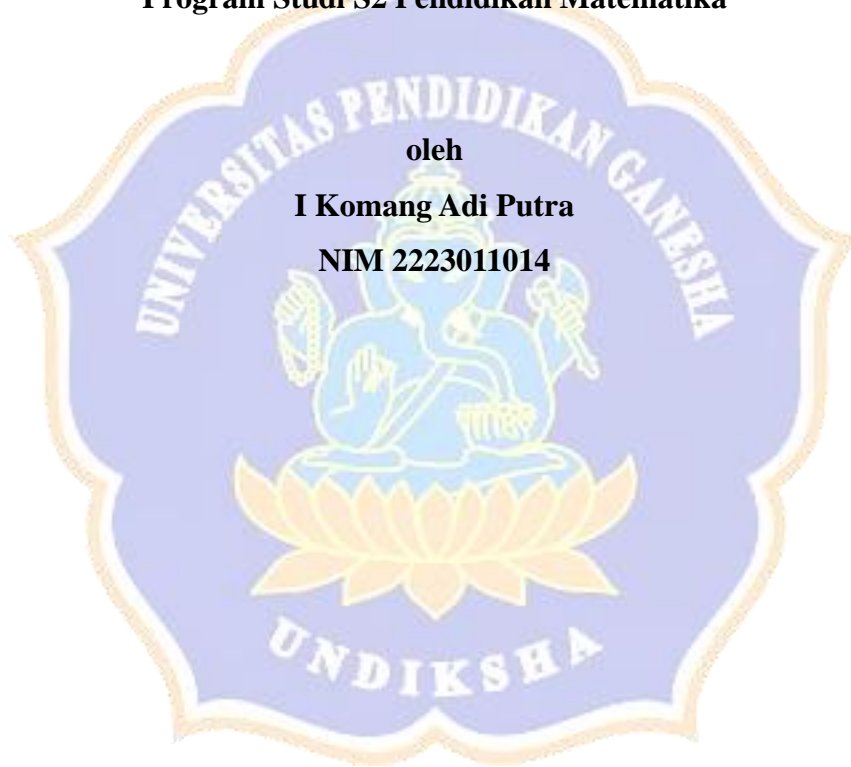 Program Studi S2 Pendidikan Matematika
UNIVERSITAS PENDIDIKAN GANESHA
oleh
I Komang Adi Putra
NIM 2223011014
UNDIKSHA